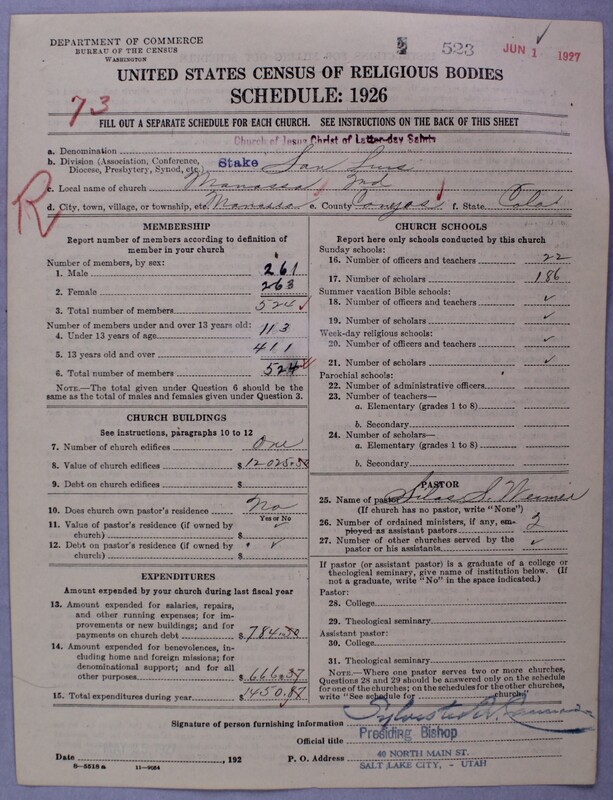 DEPARTMENT OF COMMERCE
BUREAU OF THE CENSUS
WASHINGTON
523
JUN 1 1927
UNITED STATES CENSUS OF RELIGIOUS BODIES
SCHEDULE: 1926
73
FILL OUT A SEPARATE SCHEDULE FOR EACH CHURCH. SEE INSTRUCTIONS ON THE BACK OF THIS SHEET
R
a. Denomination Church of Jesus Christ of Latter-day Saints
b. Division (Association, Conference, Diocese, Presbytery, Synod, etc.) Stake San Luis
c. Local name of church Manassa 2nd
d. City, town, village, or township, etc. Manassa e. County Conejos f. State Colo
MEMBERSHIP
Report number of members according to definition of
member in your church
Number of members, by sex:
1. Male 261
2. Female 263
3. Total number of members 524
Number of members under and over 13 years old:
4. Under 13 years of age 113
5. 13 years old and over 411
6. Total number of members 524
NOTE.—The total given under Question 6 should be the
same as the total of males and females given under Question 3.
CHURCH BUILDINGS
See instructions, paragraphs 10 to 12
7. Number of church edifices One
8. Value of church edifices $12025.50
9. Debt on church edifices $
10. Does church own pastor's residence? No
Yes or No
11. Value of pastor's residence (if owned by
church) $ ✓
12. Debt on pastor's residence (if owned by
church) $ ✓
EXPENDITURES
Amount expended by your church during last fiscal year
13. Amount expended for salaries, repairs,
and other running expenses; for im-
provements or new buildings; and for
payments on church debt $784.50
14. Amount expended for benevolences,
including home and foreign missions; for
denominational support; and for all
other purposes $666.37
15. Total expenditures during year $1450.87
CHURCH SCHOOLS
Report here only schools conducted by this church
Sunday schools:
16. Number of officers and teachers 22
17. Number of scholars 186
Summer vacation Bible schools:
18. Number of officers and teachers ✓
19. Number of scholars ✓
Week-day religious schools:
20. Number of officers and teachers ✓
21. Number of scholars ✓
Parochial schools:
22. Number of administrative officers
23. Number of teachers—
a. Elementary (grades 1 to 8)
b. Secondary
24. Number of scholars—
a. Elementary (grades 1 to 8)
b. Secondary
PASTOR
25. Name of pastor Silas S.
(If church has no pastor, write "None")
26. Number of ordained ministers, if any, em-
ployed as assistant pastors 2
27. Number of other churches served by the
pastor or his assistants ✓
If pastor (or assistant pastor) is a graduate of a college or
theological seminary, give name of institution below. (If
not a graduate, write "No" in the space indicated.)
Pastor:
28. College
29. Theological seminary
Assistant pastor:
30. College
31. Theological seminary
NOTE.—Where one pastor serves two or more churches,
Questions 28 and 29 should be answered only on the schedule
for one of the churches; on the schedules for the other churches,
write "See schedule for church;"
Signature of person furnishing information Sylvester Q. Cannon
Official title Presiding Bishop
Date , 192 P. O. Address 40 NORTH MAIN ST.
SALT LAKE CITY, - UTAH